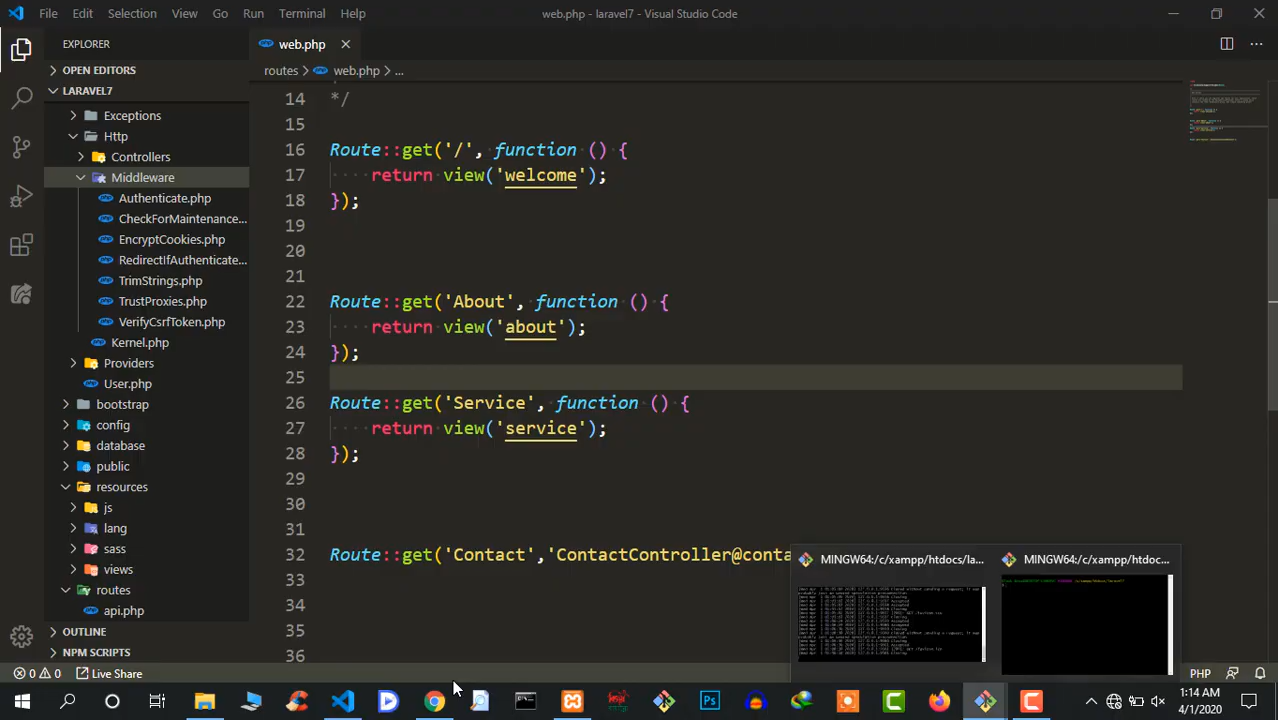 File Edit Selection View Go Run Terminal Help
web.php - laravel7 - Visual Studio Code
EXPLORER
OPEN EDITORS
LARAVEL7
Exceptions
Http
Controllers
Middleware
Authenticate.php
CheckForMaintenance...
EncryptCookies.php
RedirectIfAuthenticate...
TrimStrings.php
TrustProxies.php
VerifyCsrfToken.php
Kernel.php
Providers
User.php
bootstrap
config
database
public
resources
js
lang
sass
views
routes
api.php
OUTLINE
NPM SCRIPTS
web.php
routes > web.php > ...
14 */
15
16 Route::get('/', function () {
17 return view('welcome');
18 });
19
20
21
22 Route::get('About', function () {
23 return view('about');
24 });
25
26 Route::get('Service', function () {
27 return view('service');
28 });
29
30
31
32 Route::get('Contact','ContactController@conta
33
34
35
36
MINGW64:/c/xampp/htdocs/la...
MINGW64:/c/xampp/htdoc...
0 0 Live Share
PHP
1:14 AM
4/1/2020